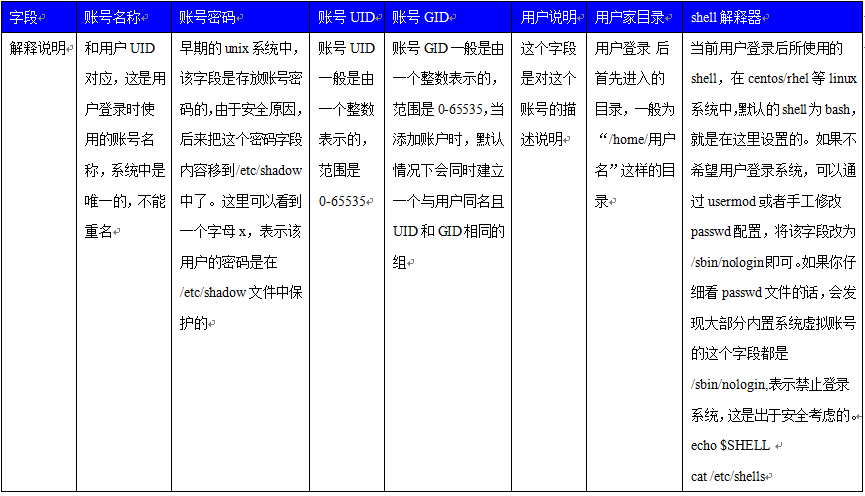 字段
账号名称
账号密码
账号 UID
账号 GID
用户说明
用户家目录
shell 解释器
解释说明
和用户 UID
对应，这是用
户登录时使
用的账号名
称，系统中是
唯一的，不能
重名
早期的 unix 系统中，
该字段是存放账号密
码的，由于安全原因，
后来把这个密码字段
内容移到/etc/shadow
中了。这里可以看到
一个字母 x，表示该
用户的密码是在
/etc/shadow 文件中保
护的
账号 UID
一般是由
一个整数
表示的，
范围是
0-65535
账号 GID 一般是由
一个整数表示的，
范围是 0-65535，当
添加账户时，默认
情况下会同时建立
一个与用户同名且
UID 和 GID 相同的
组
这个字段
是对这个
账号的描
述说明
用户登录 后
首先进入的
目录，一般为
“/home/用户
名”这样的目
录
当前用户登录后所使用的
shell，在 centos/rhel 等 linux
系统中,默认的 shell 为 bash，
就是在这里设置的。如果不
希望用户登录系统，可以通
过 usermod 或者手工修改
passwd 配置，将该字段改为
/sbin/nologin 即可。如果你仔
细看 passwd 文件的话，会发
现大部分内置系统虚拟账号
的这个字段都是
/sbin/nologin,表示禁止登录
系统，这是出于安全考虑的。
echo $SHELL
cat /etc/shells